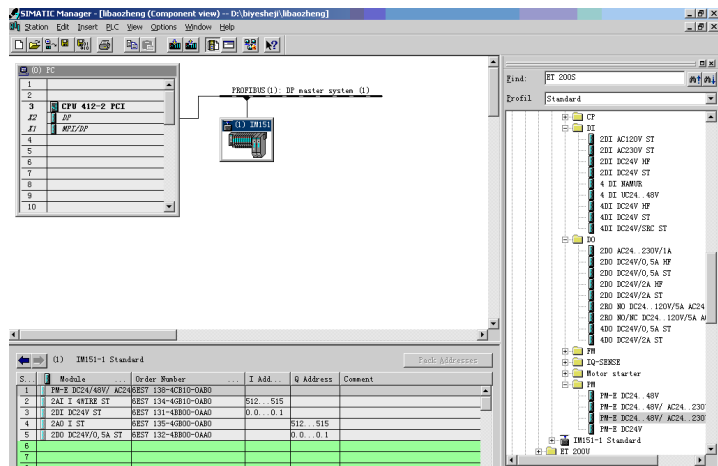 SIMATIC Manager - [libaozheng (Component view) -- D:\biyesheji\libaozheng]
Station Edit Insert PLC View Options Window Help
(0) PC
1
2
3 CPU 412-2 PCI
X2 DP
X1 MPI/DP
4
5
6
7
8
9
10
PROFIBUS(1): DP master system (1)
(1) IM151
Find: ET 200S
Profil Standard
CP
DI
2DI AC120V ST
2DI AC230V ST
2DI DC24V HF
2DI DC24V ST
4 DI NAMUR
4 DI UC24..48V
4DI DC24V HF
4DI DC24V ST
4DI DC24V/SRC ST
DO
2DO AC24..230V/1A
2DO DC24V/0,5A HF
2DO DC24V/0,5A ST
2DO DC24V/2A HF
2DO DC24V/2A ST
2RO NO DC24..120V/5A AC24
2RO NO/NC DC24..120V/5A A
4DO DC24V/0,5A ST
4DO DC24V/2A ST
FM
IQ-SENSE
Motor starter
PM
PM-E DC24..48V
PM-E DC24..48V/ AC24..230
PM-E DC24..48V/ AC24..230
PM-E DC24V
IM151-1 Standard
ET 200U
(1) IM151-1 Standard
Pack Addresses
S... Module ... Order Number ... I Add... Q Address Comment
1 PM-E DC24/48V/ AC24 6ES7 138-4CB10-0AB0
2 2AI I 4WIRE ST 6ES7 134-4GB10-0AB0 512...515
3 2DI DC24V ST 6ES7 131-4BB00-0AA0 0.0...0.1
4 2AO I ST 6ES7 135-4GB00-0AB0 512...515
5 2DO DC24V/0,5A ST 6ES7 132-4BB00-0AA0 0.0...0.1
6
7